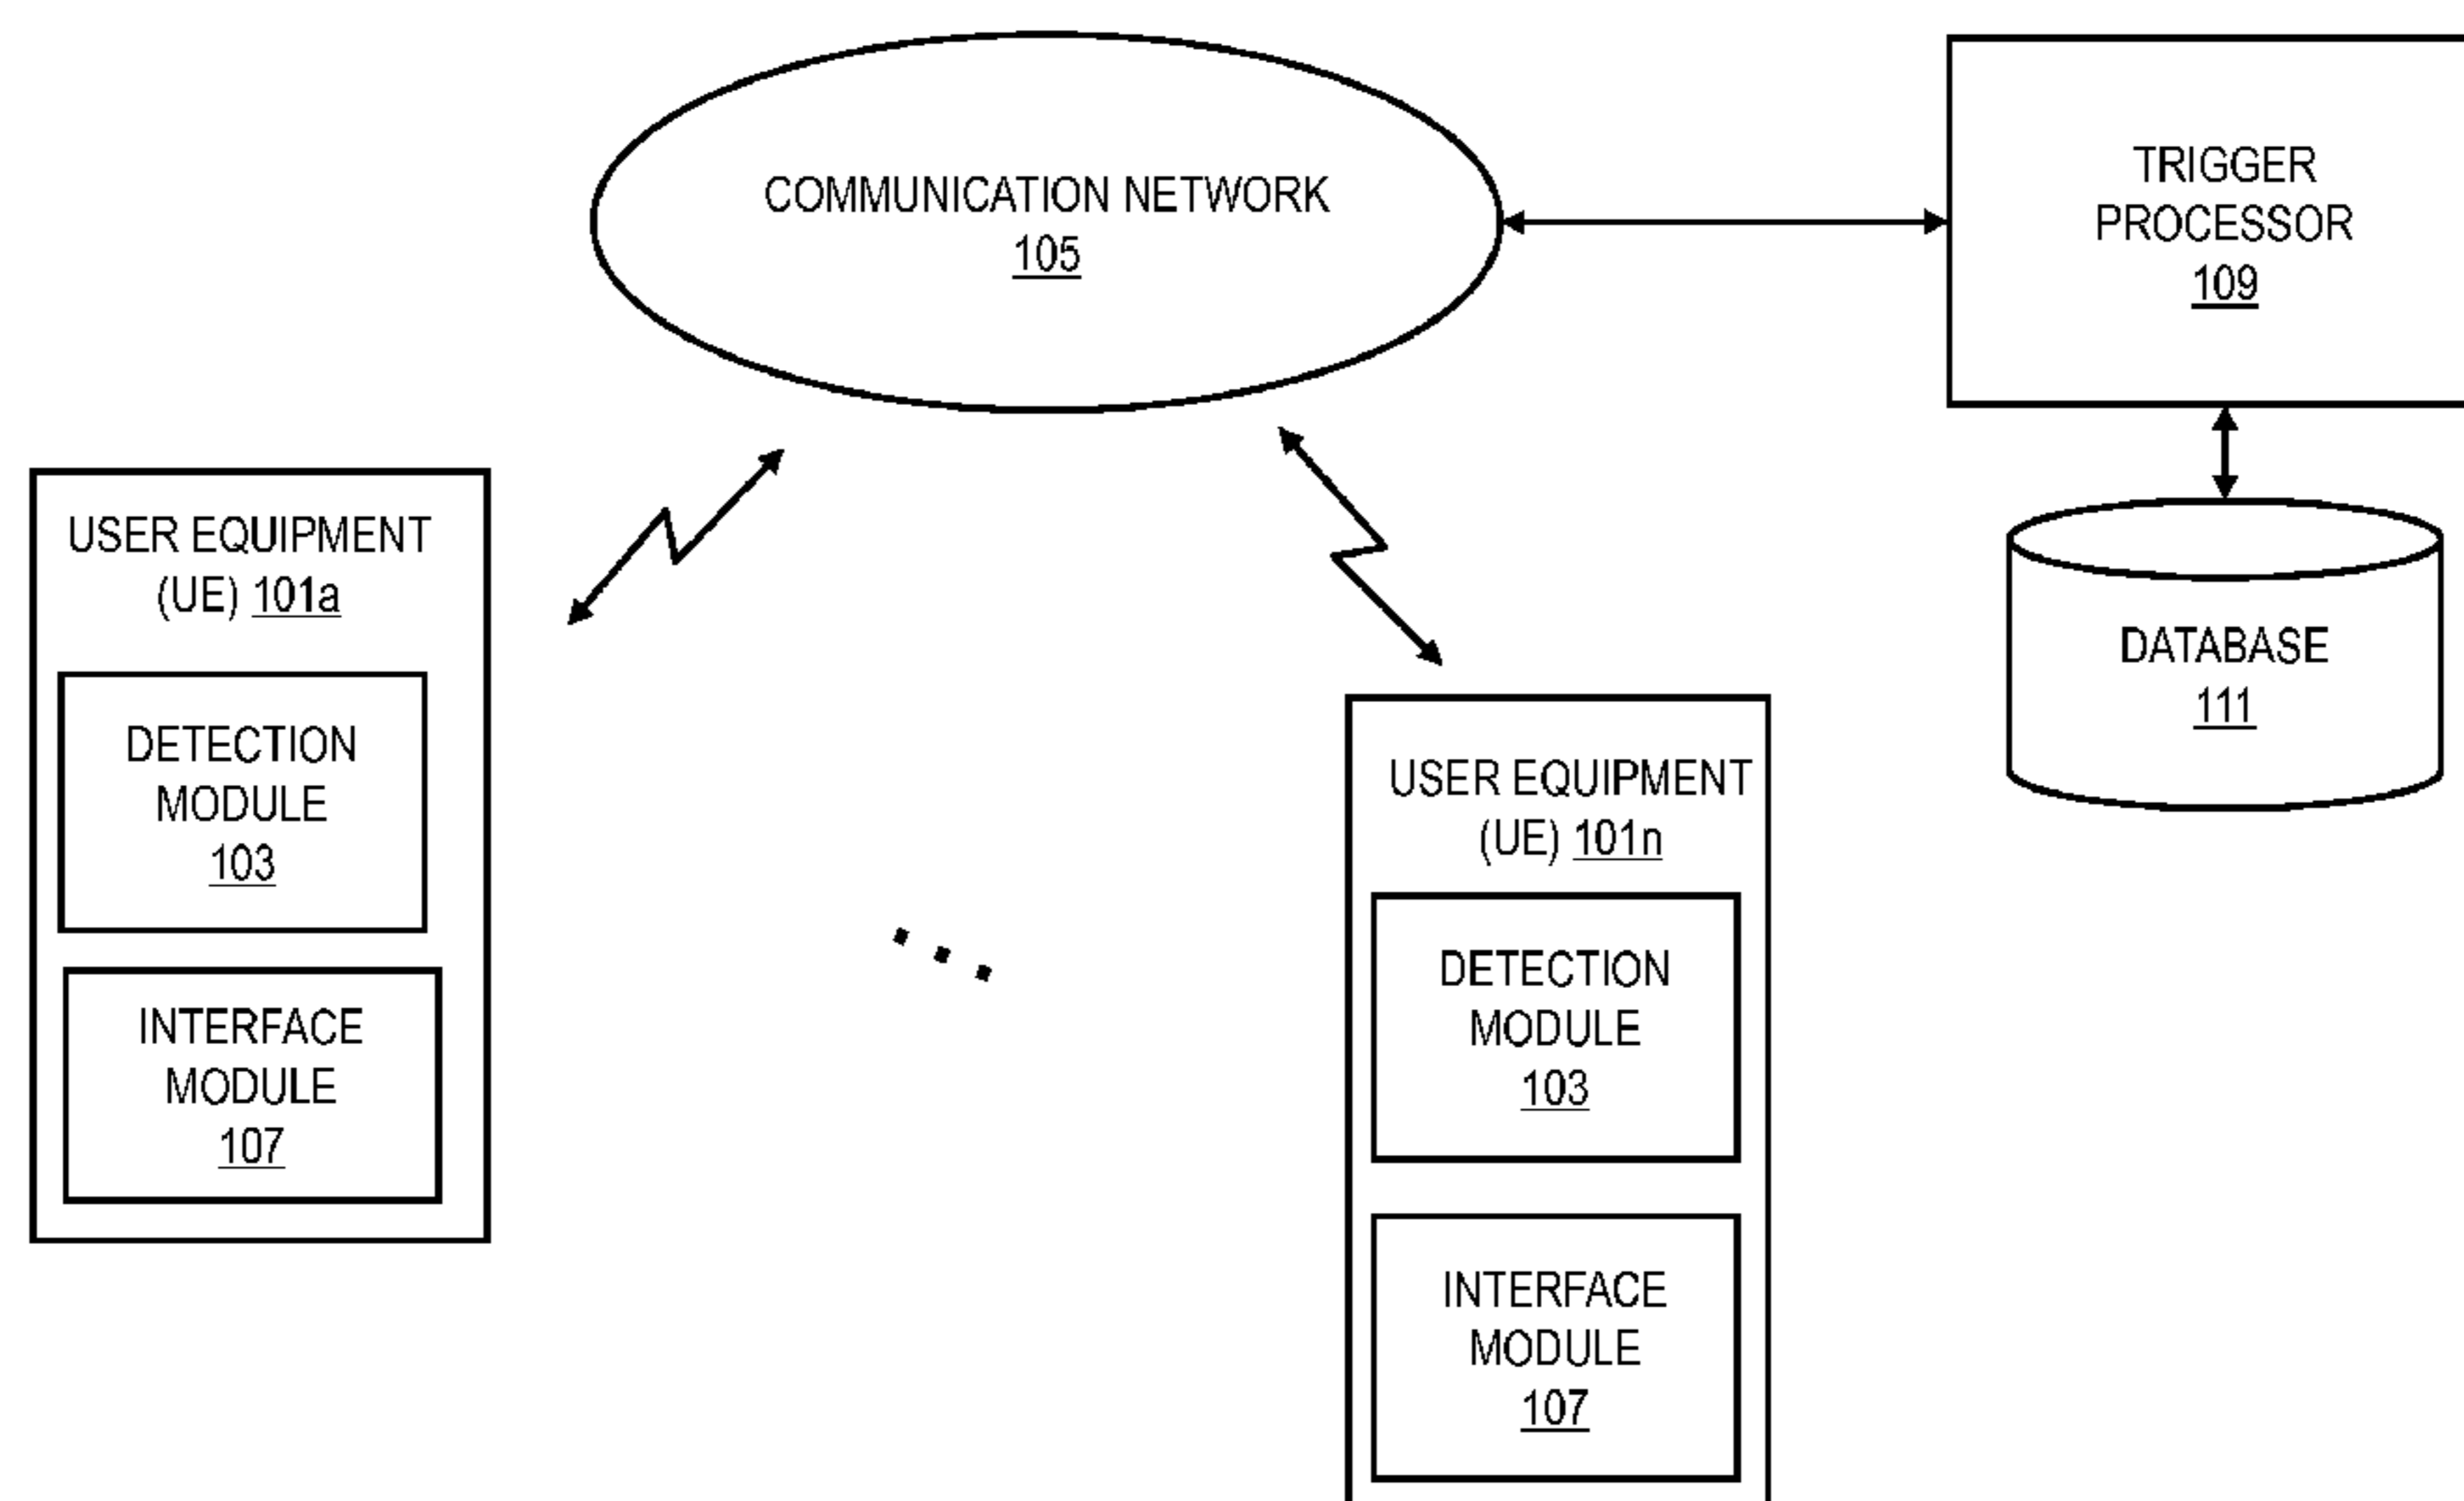 COMMUNICATION NETWORK
105
TRIGGER
PROCESSOR
109
DATABASE
111
USER EQUIPMENT
(UE) 101a
DETECTION
MODULE
103
INTERFACE
MODULE
107
USER EQUIPMENT
(UE) 101n
DETECTION
MODULE
103
INTERFACE
MODULE
107